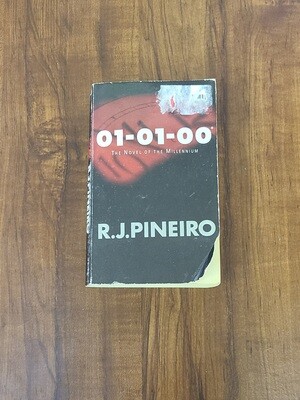 01-01-00
THE NOVEL OF THE MILLENNIUM
R.J.PINEIRO